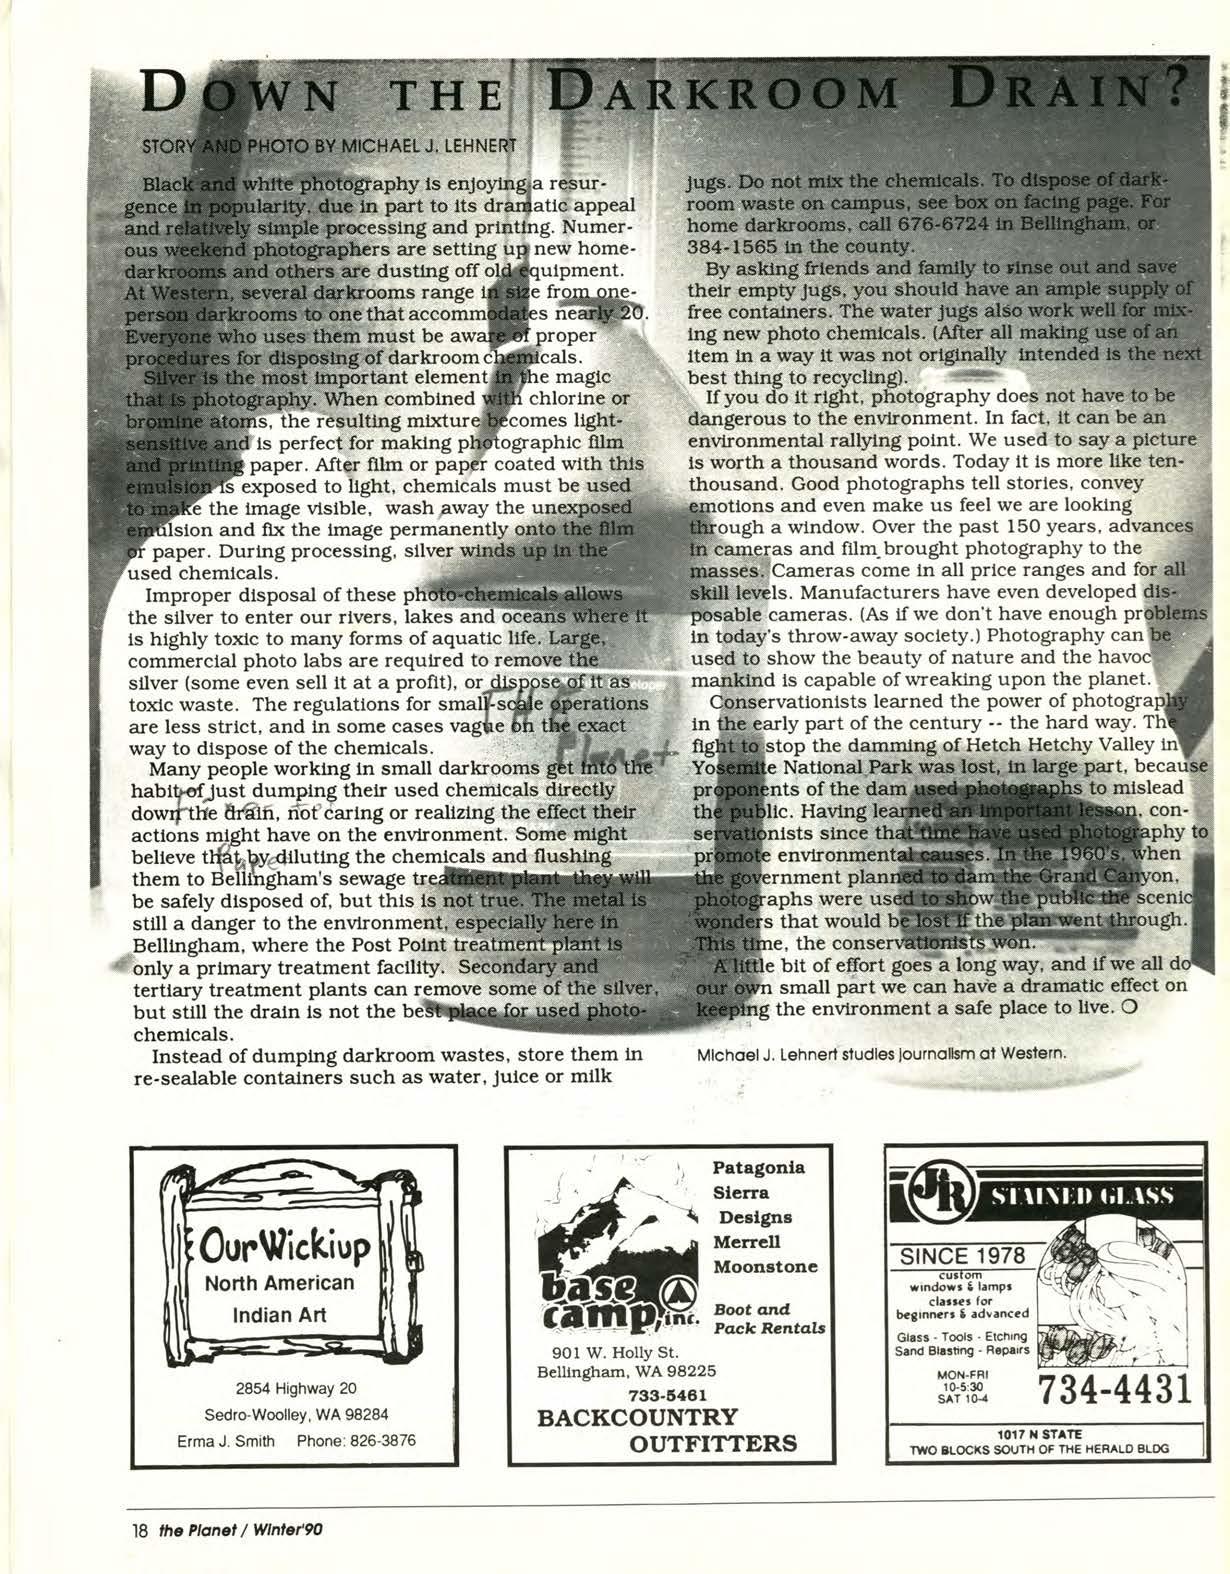 DOWN THE DARKROOM DRAIN?
STORY AND PHOTO BY MICHAEL J. LEHNERT
Black and white photography is enjoying a resur-
gence in popularity, due in part to its dramatic appeal
and relatively simple processing and printing. Numer-
ous weekend photographers are setting up new home-
darkrooms and others are dusting off old equipment.
At Western, several darkrooms range in size from one-
person darkrooms to one that accommodates nearly 20.
Everyone who uses them must be aware of proper
procedures for disposing of darkroom chemicals.
Silver is the most important element in the magic
that is photography. When combined with chlorine or
bromine atoms, the resulting mixture becomes light-
sensitive and is perfect for making photographic film
and printing paper. After film or paper coated with this
emulsion is exposed to light, chemicals must be used
to make the image visible, wash away the unexposed
emulsion and fix the image permanently onto the film
or paper. During processing, silver winds up in the
used chemicals.
Improper disposal of these photo-chemicals allows
the silver to enter our rivers, lakes and oceans where it
is highly toxic to many forms of aquatic life. Large,
commercial photo labs are required to remove the
silver (some even sell it at a profit), or dispose of it as
toxic waste. The regulations for small-scale operations
are less strict, and in some cases vague on the exact
way to dispose of the chemicals.
Many people working in small darkrooms get into the
habit of just dumping their used chemicals directly
down the drain, not caring or realizing the effect their
actions might have on the environment. Some might
believe that by diluting the chemicals and flushing
them to Bellingham's sewage treatment plant they will
be safely disposed of, but this is not true. The metal is
still a danger to the environment, especially here in
Bellingham, where the Post Point treatment plant is
only a primary treatment facility. Secondary and
tertiary treatment plants can remove some of the silver,
but still the drain is not the best place for used photo-
chemicals.
Instead of dumping darkroom wastes, store them in
re-sealable containers such as water, juice or milk
jugs. Do not mix the chemicals. To dispose of dark-
room waste on campus, see box on facing page. For
home darkrooms, call 676-6724 in Bellingham, or
384-1565 in the county.
By asking friends and family to rinse out and save
their empty jugs, you should have an ample supply of
free containers. The water jugs also work well for mix-
ing new photo chemicals. (After all making use of an
item in a way it was not originally intended is the next
best thing to recycling).
If you do it right, photography does not have to be
dangerous to the environment. In fact, it can be an
environmental rallying point. We used to say a picture
is worth a thousand words. Today it is more like ten-
thousand. Good photographs tell stories, convey
emotions and even make us feel we are looking
through a window. Over the past 150 years, advances
in cameras and film brought photography to the
masses. Cameras come in all price ranges and for all
skill levels. Manufacturers have even developed dis-
posable cameras. (As if we don't have enough problems
in today's throw-away society.) Photography can be
used to show the beauty of nature and the havoc
mankind is capable of wreaking upon the planet.
Conservationists learned the power of photography
in the early part of the century -- the hard way. The
fight to stop the damming of Hetch Hetchy Valley in
Yosemite National Park was lost, in large part, because
proponents of the dam used photographs to mislead
the public. Having learned an important lesson, con-
servationists since that time have used photography to
promote environmental causes. In the 1960's, when
the government planned to dam the Grand Canyon,
photographs were used to show the public the scenic
wonders that would be lost if the plan went through.
This time, the conservationists won.
A little bit of effort goes a long way, and if we all do
our own small part we can have a dramatic effect on
keeping the environment a safe place to live. O
Michael J. Lehnert studies journalism at Western.
THE
Planet
Fixer for
Paper
Our Wickiup
North American
Indian Art
2854 Highway 20
Sedro-Woolley, WA 98284
Erma J. Smith Phone: 826-3876
Patagonia
Sierra
Designs
Merrell
Moonstone
base
camp, inc.
Boot and
Pack Rentals
901 W. Holly St.
Bellingham, WA 98225
733-5461
BACKCOUNTRY
OUTFITTERS
J&R STAINED GLASS
SINCE 1978
custom
windows & lamps
classes for
beginners & advanced
Glass - Tools - Etching
Sand Blasting - Repairs
MON-FRI
10-5:30
SAT 10-4
734-4431
1017 N STATE
TWO BLOCKS SOUTH OF THE HERALD BLDG
18 the Planet / Winter'90